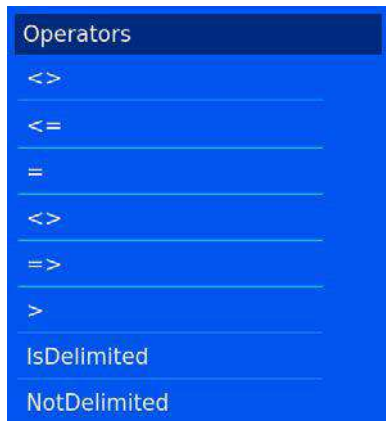 Operators
<>
<=
=
<>
=>
>
IsDelimited
NotDelimited